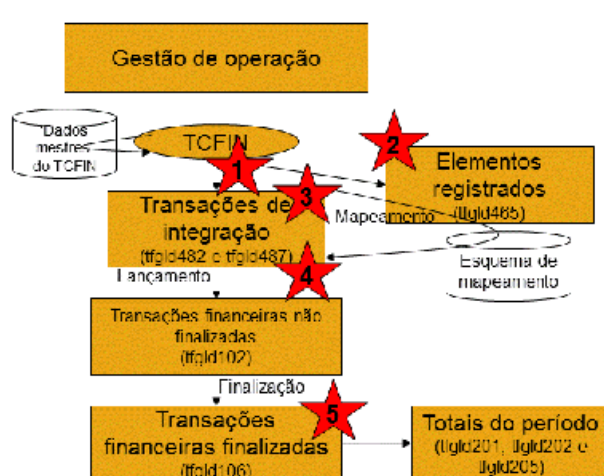 Gestão de operação
Dados
mestres
do TCFIN
TCFIN
1
2
Elementos
registrados
(tfgld465)
3
Transações de
integração
(tfgld482 e tfgld487)
Mapeamento
Esquema de
mapeamento
Lançamento
4
Transações financeiras não
finalizadas
(tfgld102)
Finalização
5
Transações
financeiras finalizadas
(tfgld106)
Totais do período
(tfgld201, tfgld202 e
tfgld205)